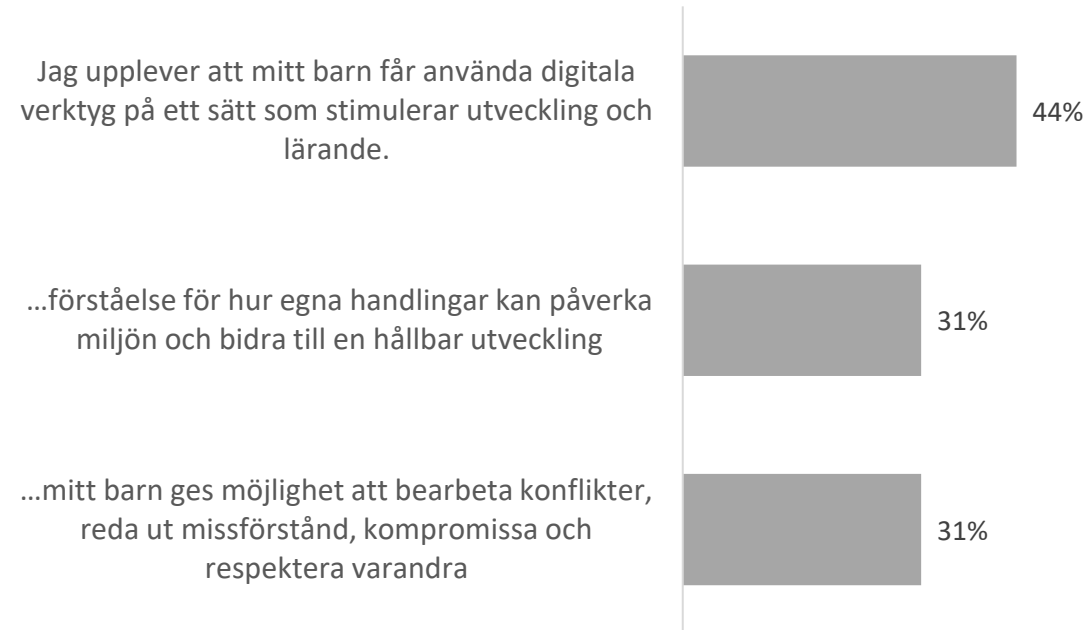 Jag upplever att mitt barn får använda digitala
verktyg på ett sätt som stimulerar utveckling och
lärande.
44%
...förståelse för hur egna handlingar kan påverka
miljön och bidra till en hållbar utveckling
31%
...mitt barn ges möjlighet att bearbeta konflikter,
reda ut missförstånd, kompromissa och
respektera varandra
31%